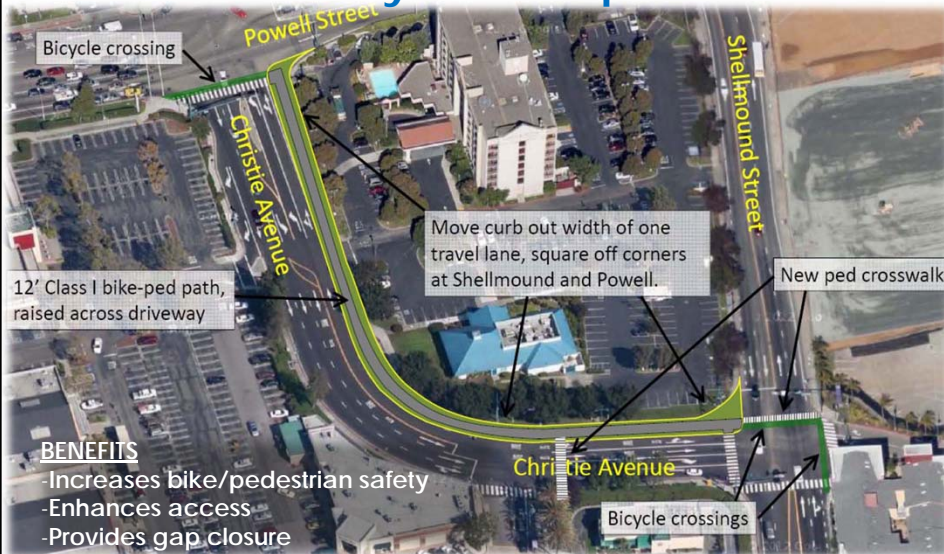 Powell Street
Bicycle crossing
Christie Avenue
Shellmound Street
Move curb out width of one
travel lane, square off corners
at Shellmound and Powell.
New ped crosswalk
12' Class I bike-ped path,
raised across driveway
BENEFITS
-Increases bike/pedestrian safety
-Enhances access
-Provides gap closure
Christie Avenue
Bicycle crossings